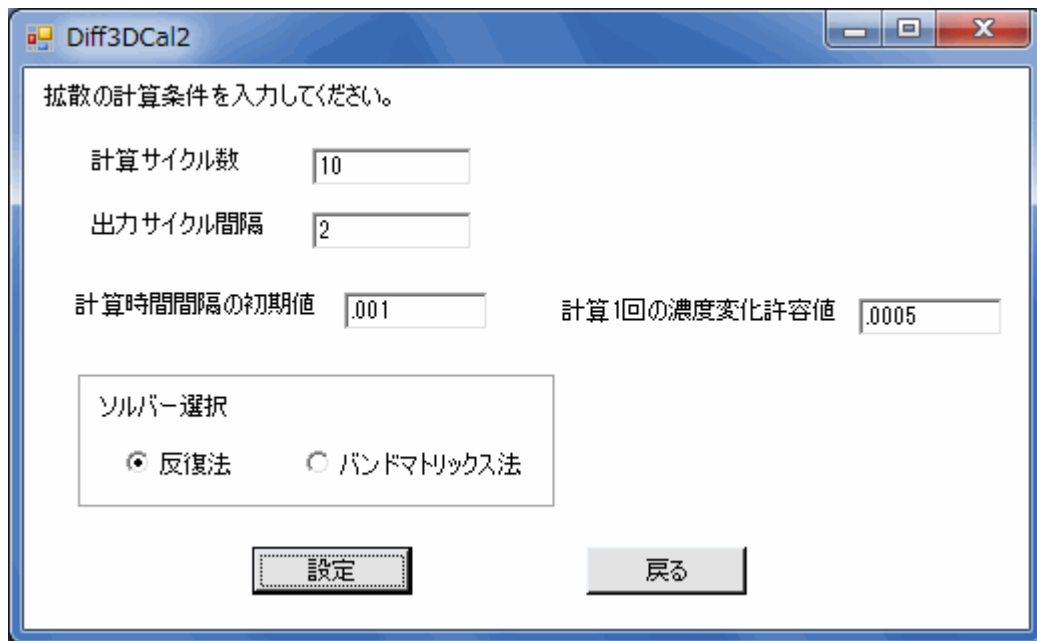 Diff3DCal2
拡散の計算条件を入力してください。
計算サイクル数 10
出力サイクル間隔 2
計算時間間隔の初期値 .001 計算1回の濃度変化許容値 .0005
ソルバー選択
反復法 バンドマトリックス法
設定 戻る